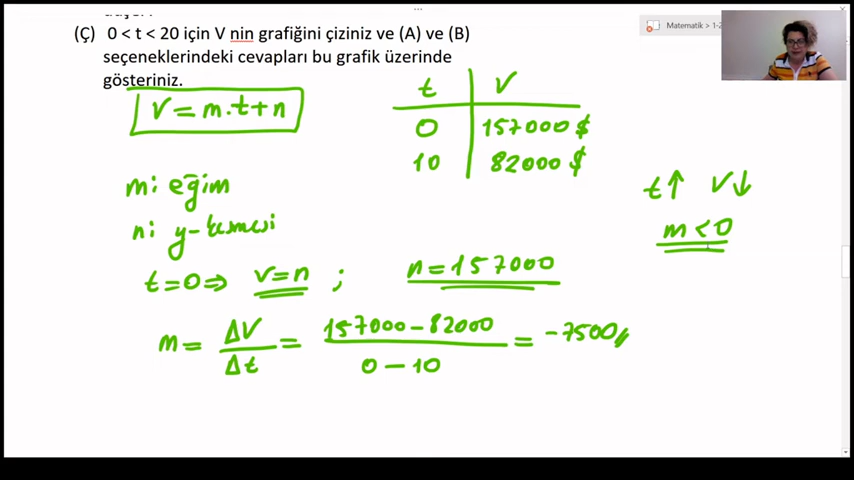 (Ç) 0 < t < 20 için V nin grafiğini çiziniz ve (A) ve (B)
seçeneklerindeki cevapları bu grafik üzerinde
gösteriniz.
Matematik > 1-2
V = m.t+n
t V
0 157000 $
10 82000 $
m: eğim
t↑ V↓
n: y-kesmesi
m < 0
t=0 ⇒ V=n ; n=157000
m = ΔV/Δt = (157000-82000)/(0-10) = -7500//